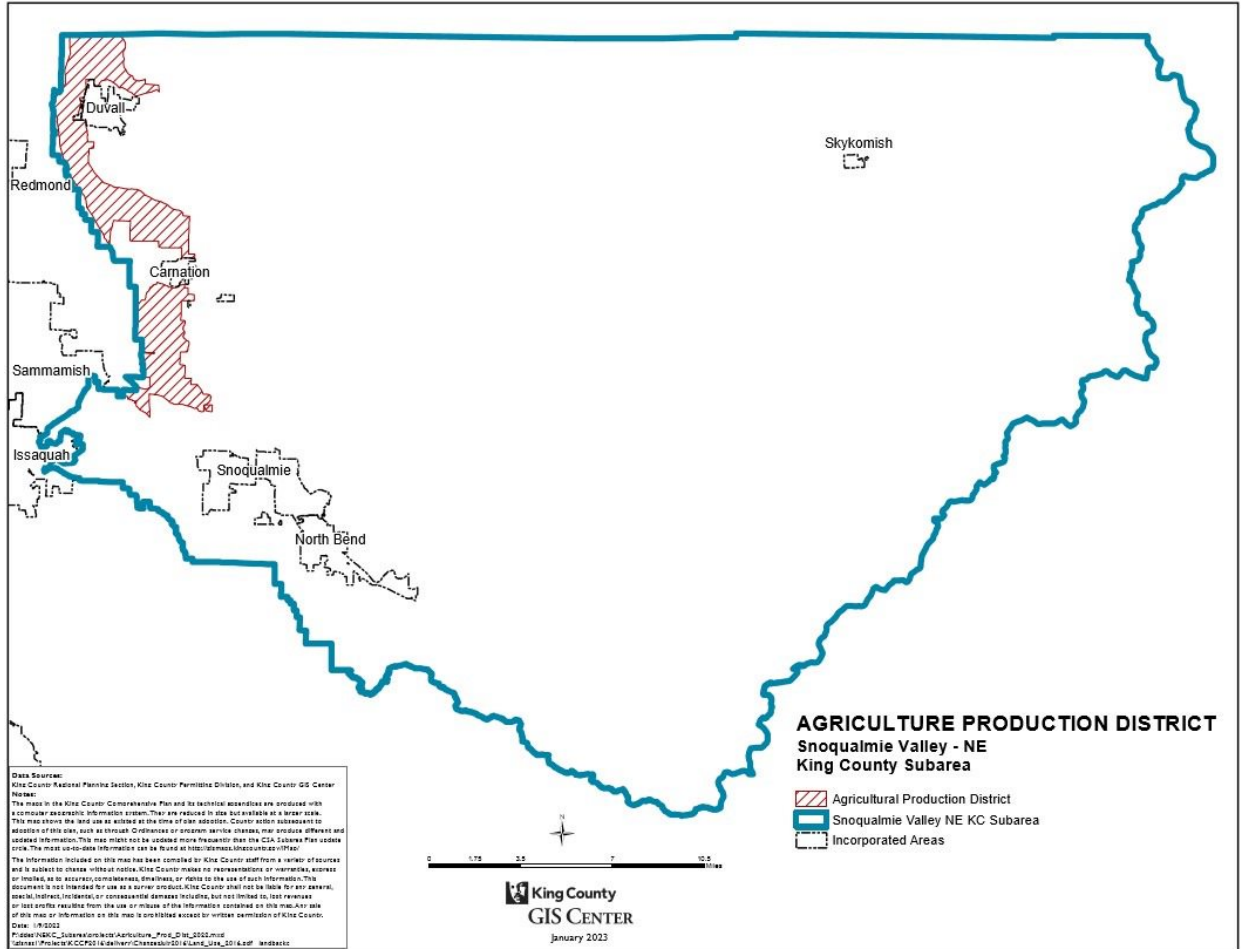 Duvall
Skykomish
Redmond
Carnation
Sammamish
Issaquah
Snoqualmie
North Bend
AGRICULTURE PRODUCTION DISTRICT
Snoqualmie Valley - NE
King County Subarea
Agricultural Production District
Snoqualmie Valley NE KC Subarea
Incorporated Areas
N
0 1.75 3.5 7 10.5
Miles
King County
GIS CENTER
January 2023
Data Sources:
King County Regional Planning Section, King County Permitting Division, and King County GIS Center
Notes:
The maps in the King County Comprehensive Plan and its technical appendices are produced with
a computer geographic information system. They are reduced in size but available at a larger scale.
This map shows the land use as existed at the time of plan adoption. County action subsequent to
adoption of this plan, such as through Ordinances or program service changes, may produce different and
updated information. This map might not be updated more frequently than the CSA Subarea Plan update
cycle. The most up-to-date information can be found at
The information included on this map has been compiled by King County staff from a variety of sources
and is subject to change without notice. King County makes no representations or warranties, express
or implied, as to accuracy, completeness, timeliness, or rights to the use of such information. This
document is not intended for use as a survey product. King County shall not be liable for any general,
special, indirect, incidental, or consequential damages including, but not limited to, lost revenues
or lost profits resulting from the use or misuse of the information contained on this map. Any sale
of this map or information on this map is prohibited except by written permission of King County.
Date: 1/9/2023